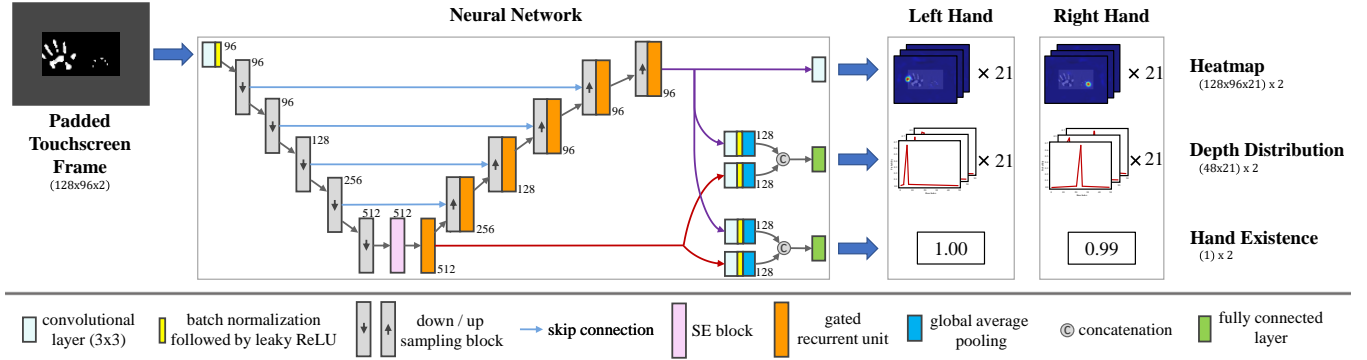 Neural Network
Left Hand
Right Hand
Padded
Touchscreen
Frame
(128x96x2)
96
96
96
128
256
512
512
512
256
128
96
96
96
128
128
128
128
C
C
× 21
× 21
Heatmap
(128x96x21) x 2
× 21
× 21
Depth Distribution
(48x21) x 2
1.00
0.99
Hand Existence
(1) x 2
convolutional
layer (3x3)
batch normalization
followed by leaky ReLU
down / up
sampling block
skip connection
SE block
gated
recurrent unit
global average
pooling
C
concatenation
fully connected
layer